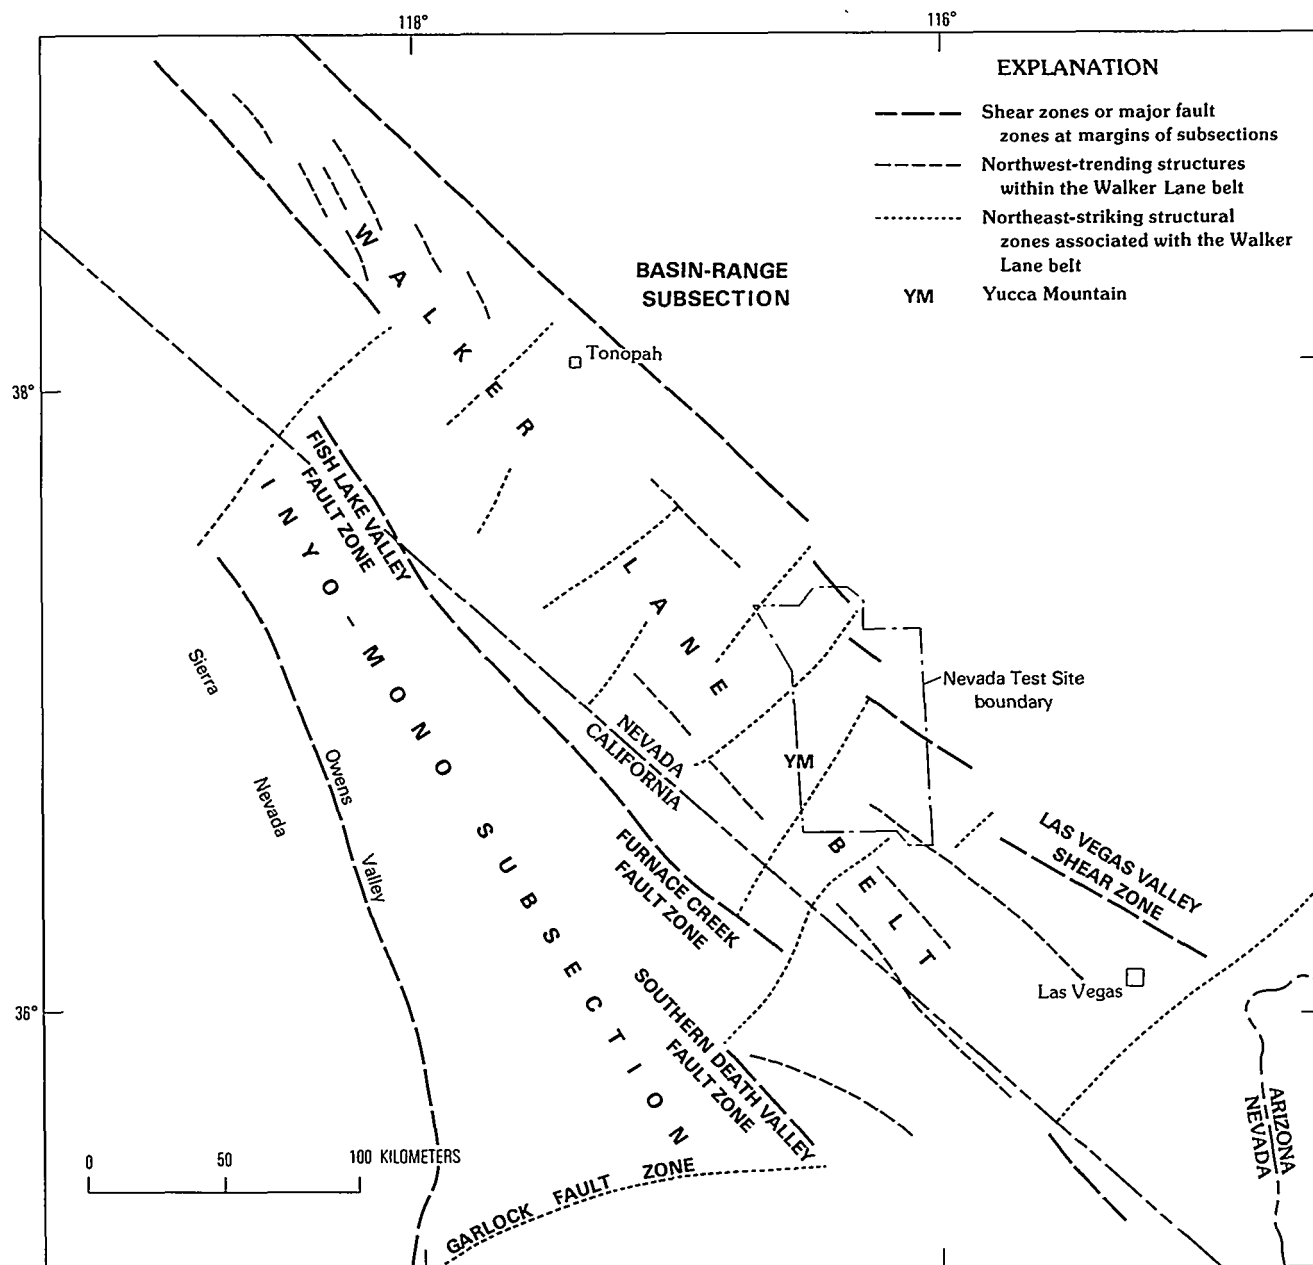 118°
116°
EXPLANATION
Shear zones or major fault
zones at margins of subsections
Northwest-trending structures
within the Walker Lane belt
Northeast-striking structural
zones associated with the Walker
Lane belt
YM Yucca Mountain
BASIN-RANGE
SUBSECTION
WALKER LANE BELT
Tonopah
38°
FISH LAKE VALLEY
FAULT ZONE
INYO-MONO SUBSECTION
Sierra
Nevada
Owens
Valley
NEVADA
CALIFORNIA
Nevada Test Site
boundary
YM
FURNACE CREEK
FAULT ZONE
LAS VEGAS VALLEY
SHEAR ZONE
Las Vegas
36°
SOUTHERN DEATH VALLEY
FAULT ZONE
ARIZONA
NEVADA
0 50 100 KILOMETERS
GARLOCK FAULT ZONE